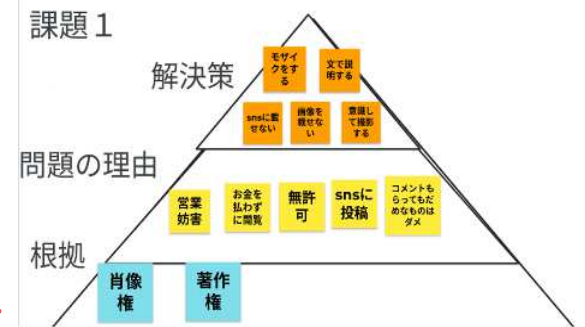 課題1
解決策
モザイ
クをす
る
文で説
明する
snsに載
せない
画像を
載せな
い
意識し
て撮影
する
問題の理由
営業
妨害
お金を
払わず
に閲覧
無許
可
snsに
投稿
コメントも
らってもだ
めなものは
ダメ
根拠
肖像
権
著作
権